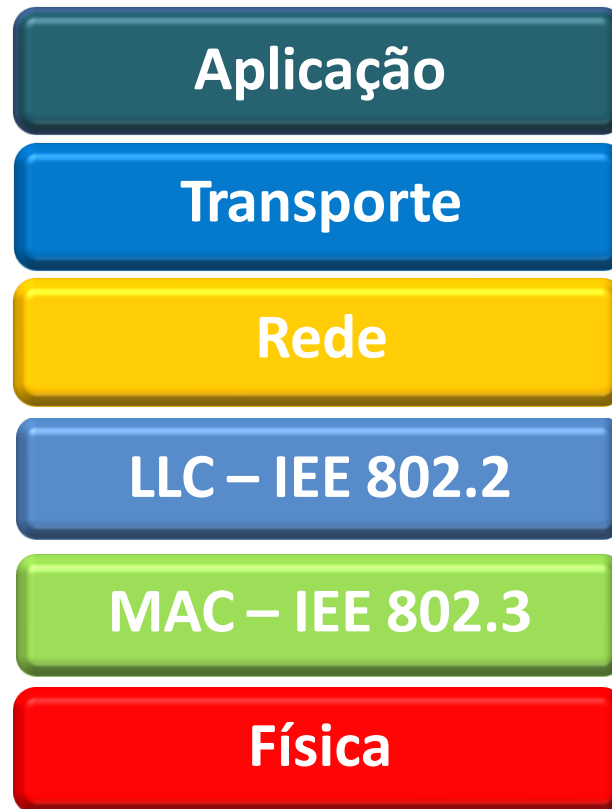 Aplicação
Transporte
Rede
LLC – IEE 802.2
MAC – IEE 802.3
Física